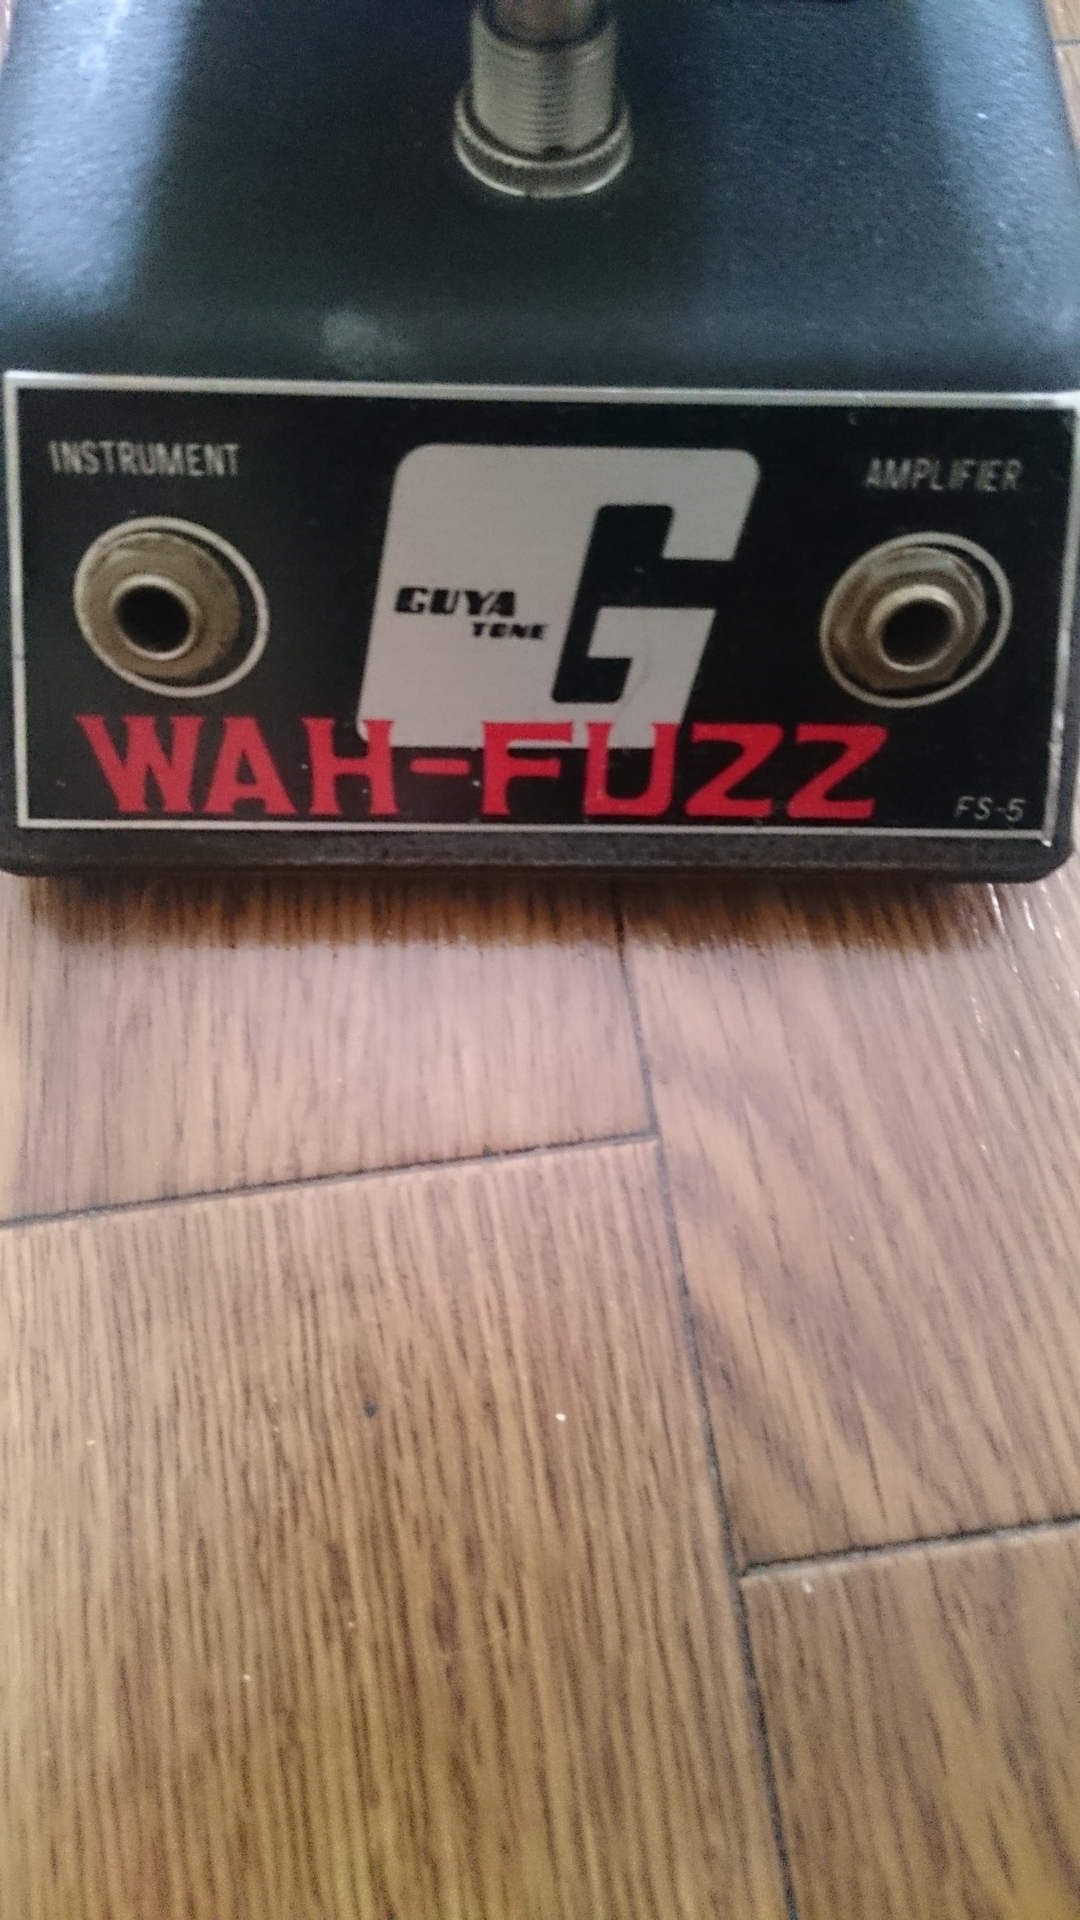 INSTRUMENT
AMPLIFIER
G
GUYA
TONE
WAH-FUZZ
FS-5